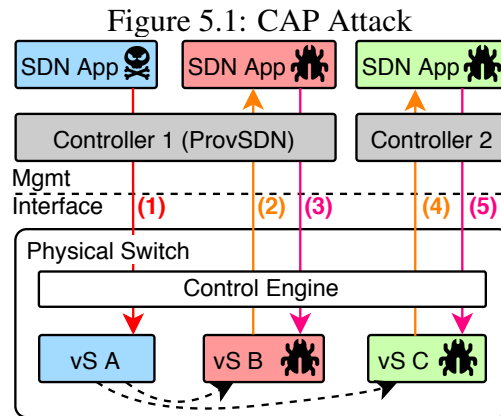 Figure 5.1: CAP Attack
SDN App SDN App SDN App
Controller 1 (ProvSDN) Controller 2
Mgmt
Interface (1) (2) (3) (4) (5)
Physical Switch
Control Engine
vS A vS B vS C